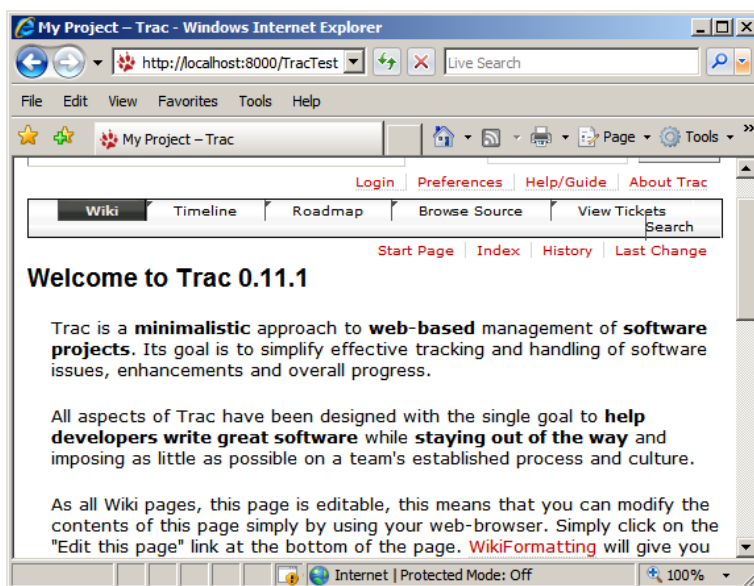 My Project – Trac - Windows Internet Explorer
http://localhost:8000/TracTest
Live Search
File Edit View Favorites Tools Help
My Project – Trac
Page Tools »
Login Preferences Help/Guide About Trac
Wiki Timeline Roadmap Browse Source View Tickets
Search
Start Page Index History Last Change
Welcome to Trac 0.11.1
Trac is a minimalistic approach to web-based management of software
projects. Its goal is to simplify effective tracking and handling of software
issues, enhancements and overall progress.
All aspects of Trac have been designed with the single goal to help
developers write great software while staying out of the way and
imposing as little as possible on a team's established process and culture.
As all Wiki pages, this page is editable, this means that you can modify the
contents of this page simply by using your web-browser. Simply click on the
"Edit this page" link at the bottom of the page. WikiFormatting will give you
Internet | Protected Mode: Off 100%